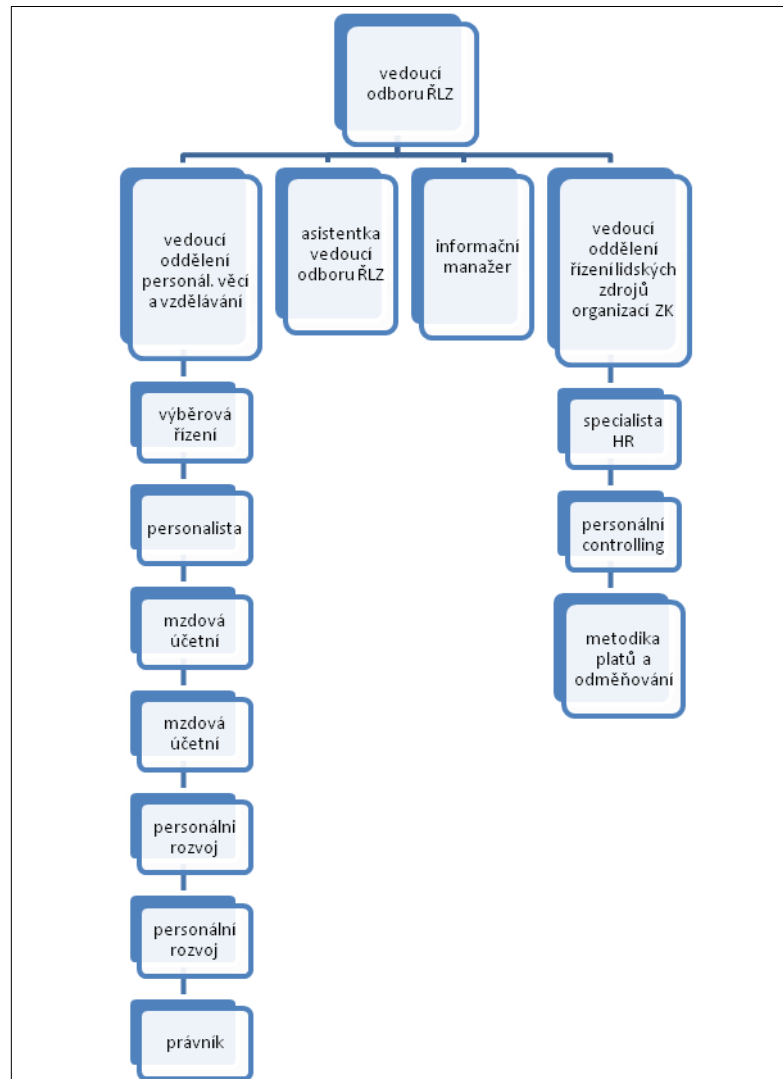 vedoucí
odboru ŘLZ
vedoucí
oddělení
personál. věcí
a vzdělávání
asistentka
vedoucí
odboru ŘLZ
informační
manažer
vedoucí
oddělení
řízení lidských
zdrojů
organizací ZK
výběrová
řízení
personalista
mzdová
účetní
mzdová
účetní
personální
rozvoj
personální
rozvoj
právník
specialista
HR
personální
controlling
metodika
platů a
odměňování